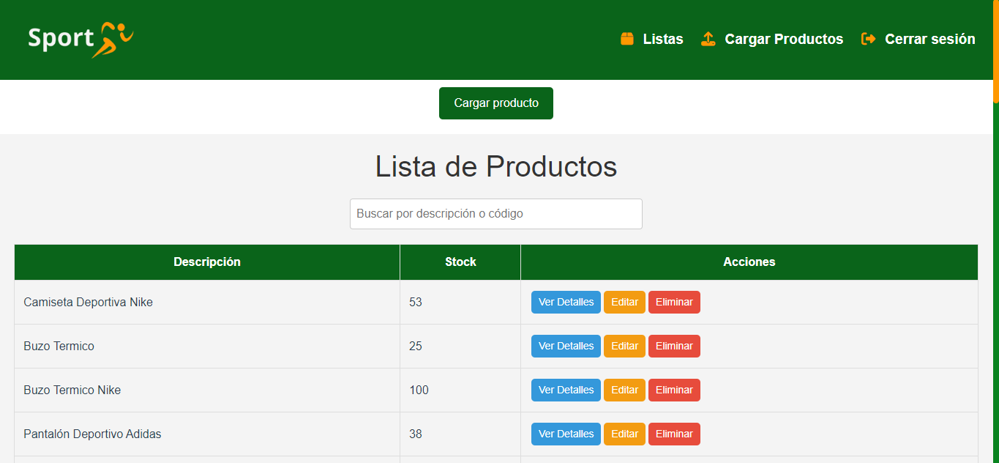 Sport
Listas Cargar Productos Cerrar sesión
Cargar producto
Lista de Productos
Buscar por descripción o código
Descripción Stock Acciones
Camiseta Deportiva Nike 53 Ver Detalles Editar Eliminar
Buzo Termico 25 Ver Detalles Editar Eliminar
Buzo Termico Nike 100 Ver Detalles Editar Eliminar
Pantalón Deportivo Adidas 38 Ver Detalles Editar Eliminar